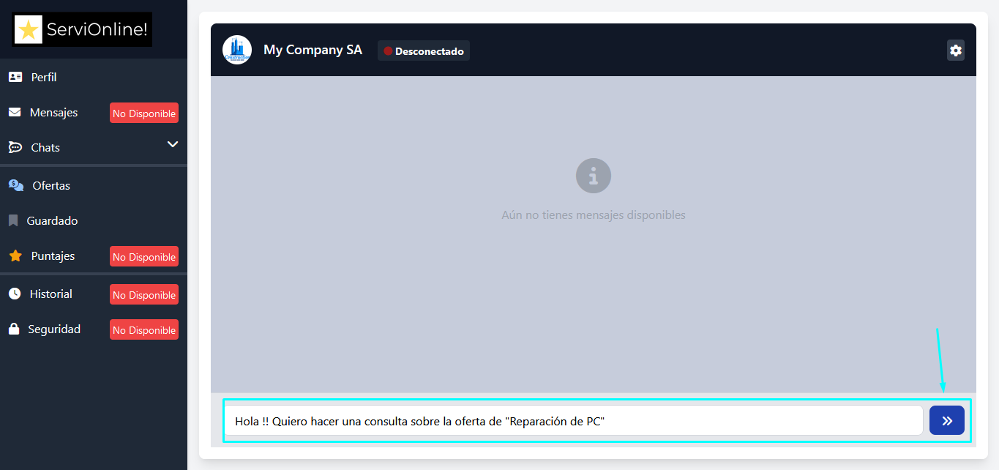 ServiOnline!
Perfil
Mensajes No Disponible
Chats
Ofertas
Guardado
Puntajes No Disponible
Historial No Disponible
Seguridad No Disponible
Construction
My Company SA Desconectado
Aún no tienes mensajes disponibles
Hola !! Quiero hacer una consulta sobre la oferta de "Reparación de PC"